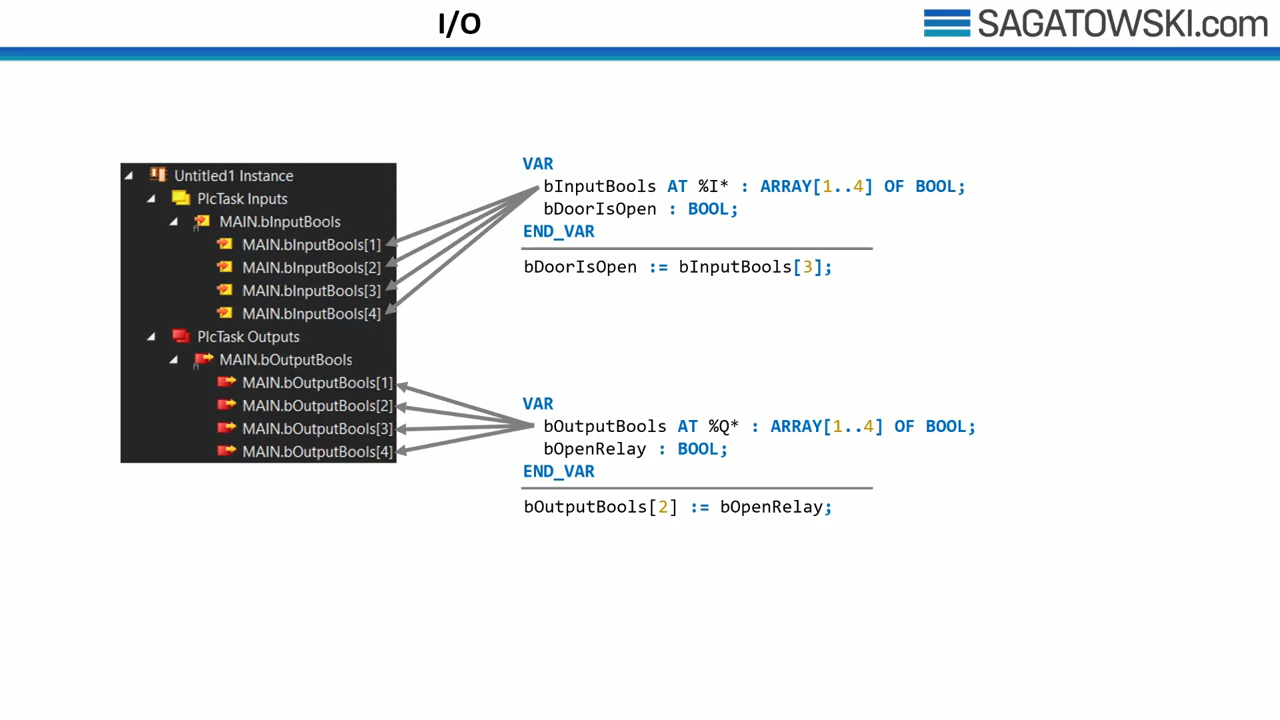 I/O
SAGATOWSKI.com
Untitled1 Instance
PlcTask Inputs
MAIN.bInputBools
MAIN.bInputBools[1]
MAIN.bInputBools[2]
MAIN.bInputBools[3]
MAIN.bInputBools[4]
PlcTask Outputs
MAIN.bOutputBools
MAIN.bOutputBools[1]
MAIN.bOutputBools[2]
MAIN.bOutputBools[3]
MAIN.bOutputBools[4]
VAR
bInputBools AT %I* : ARRAY[1..4] OF BOOL;
bDoorIsOpen : BOOL;
END_VAR
bDoorIsOpen := bInputBools[3];
VAR
bOutputBools AT %Q* : ARRAY[1..4] OF BOOL;
bOpenRelay : BOOL;
END_VAR
bOutputBools[2] := bOpenRelay;